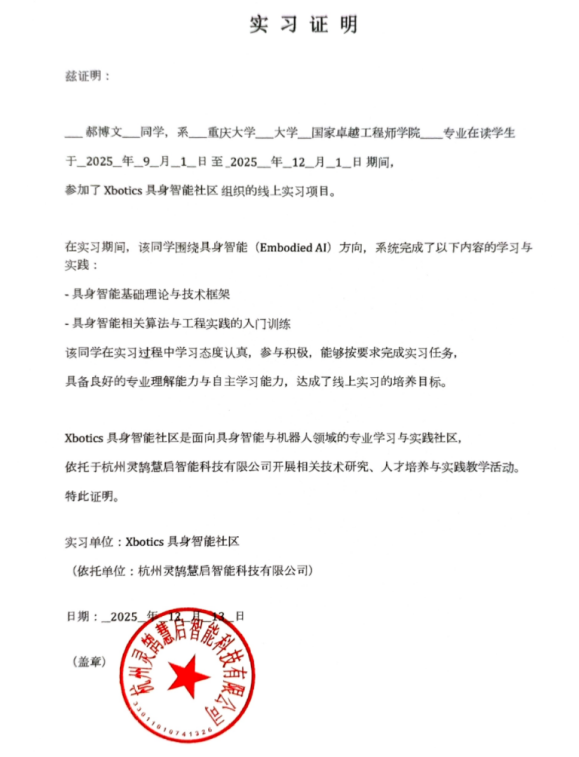 实 习 证 明
兹证明：
___ 郝博文___同学，系___重庆大学___大学__国家卓越工程师学院____专业在读学生
于_2025__年_9__月__1__日 至 _2025___年__12__月__1__日 期间，
参加了 Xbotics 具身智能社区 组织的线上实习项目。
在实习期间，该同学围绕具身智能（Embodied AI）方向，系统完成了以下内容的学习与
实践：
- 具身智能基础理论与技术框架
- 具身智能相关算法与工程实践的入门训练
该同学在实习过程中学习态度认真，参与积极，能够按要求完成实习任务，
具备良好的专业理解能力与自主学习能力，达成了线上实习的培养目标。
Xbotics 具身智能社区是面向具身智能与机器人领域的专业学习与实践社区，
依托于杭州灵鹄慧启智能科技有限公司开展相关技术研究、人才培养与实践教学活动。
特此证明。
实习单位：Xbotics 具身智能社区
（依托单位：杭州灵鹄慧启智能科技有限公司）
日期：__2025__年__12__月__13__日
（盖章）
杭州灵鹄慧启智能科技有限公司